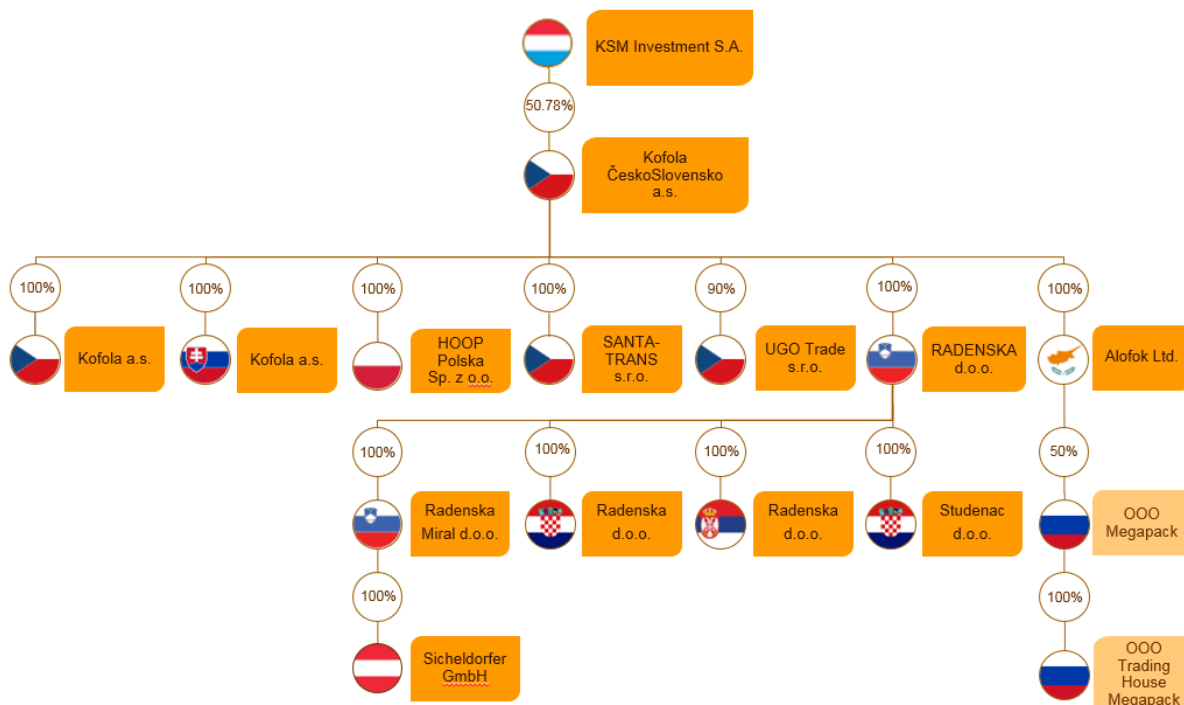 KSM Investment S.A.
50.78%
Kofola
ČeskoSlovensko
a.s.
100%
100%
100%
100%
90%
100%
100%
Kofola a.s.
Kofola a.s.
HOOP
Polska
Sp. z o.o.
SANTA-
TRANS
s.r.o.
UGO Trade
s.r.o.
RADENSKA
d.o.o.
Alofok Ltd.
100%
100%
100%
100%
50%
Radenska
Miral d.o.o.
Radenska
d.o.o.
Radenska
d.o.o.
Studenac
d.o.o.
OOO
Megapack
100%
100%
Sicheldorfer
GmbH
OOO
Trading
House
Megapack